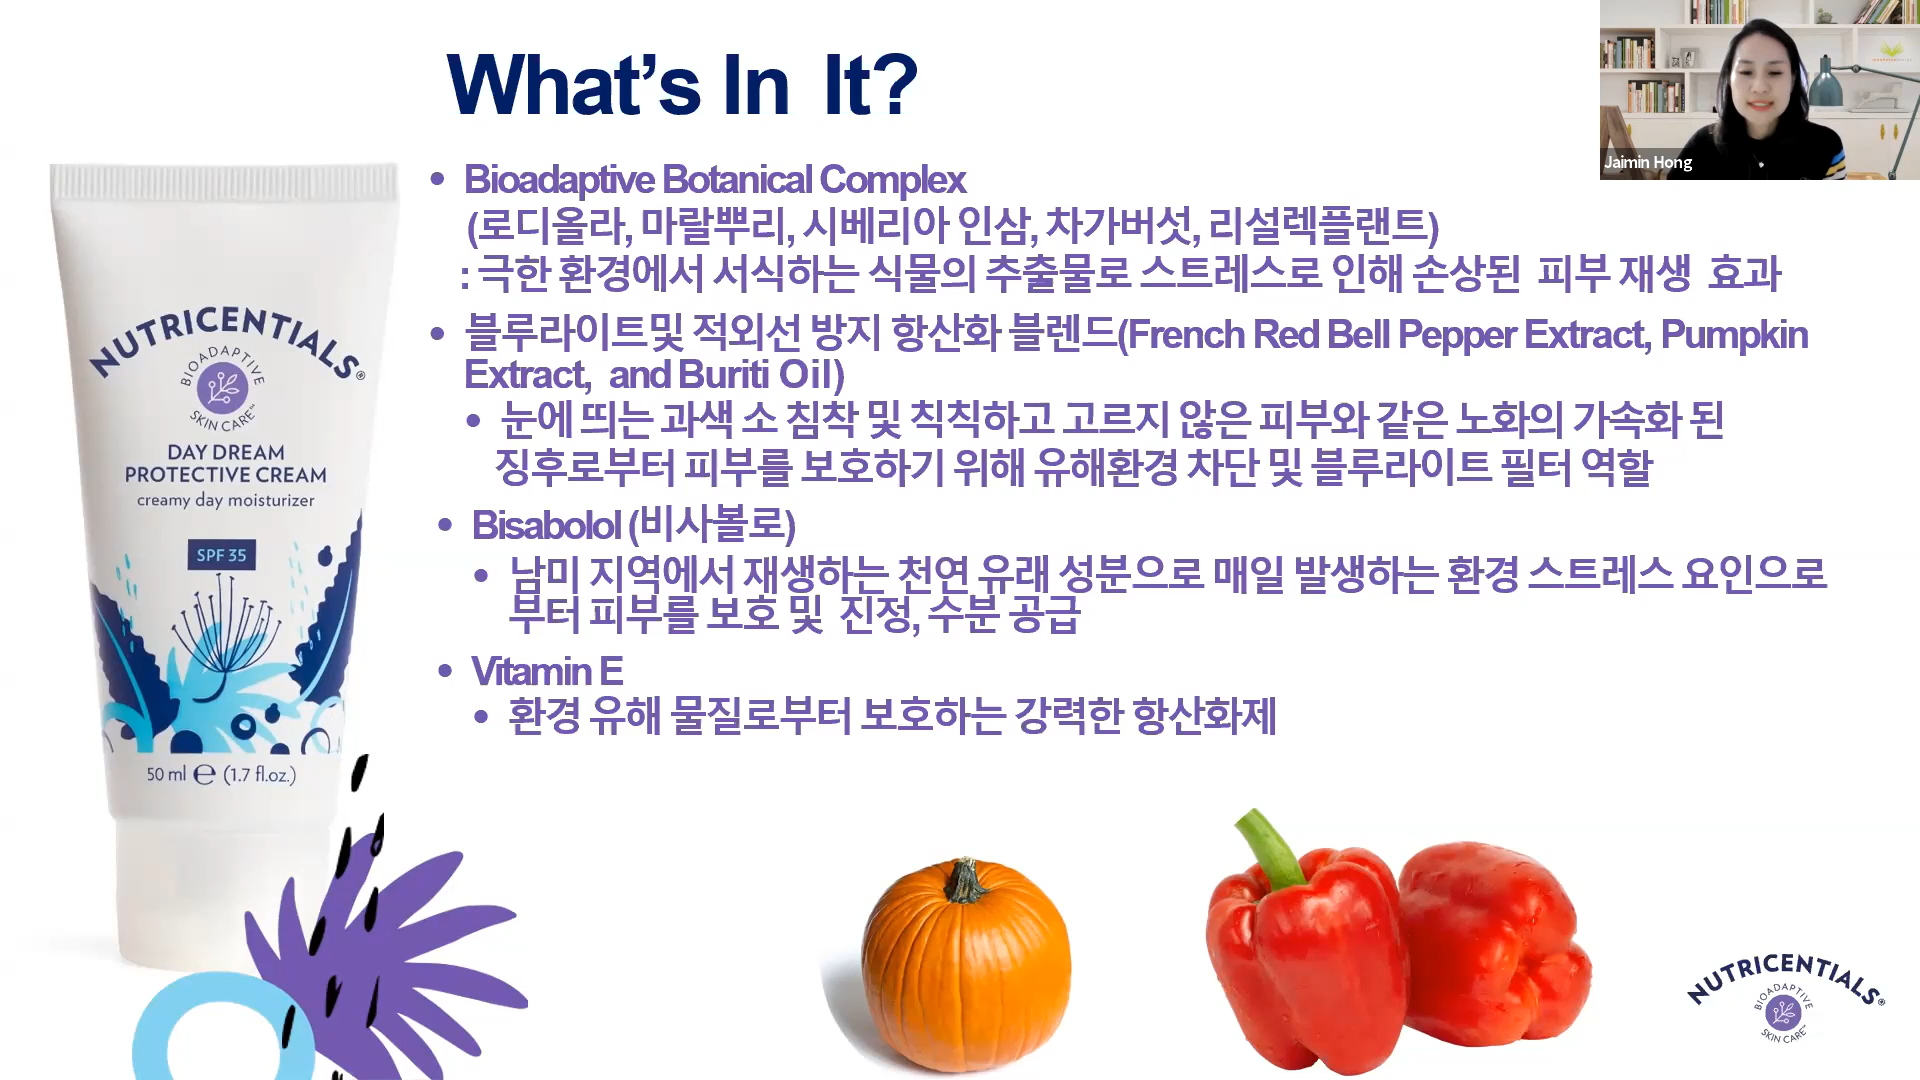 What's In It?
Jaimin Hong
• Bioadaptive Botanical Complex
(로디올라, 마랄뿌리, 시베리아 인삼, 차가버섯, 리설렉플랜트)
: 극한 환경에서 서식하는 식물의 추출물로 스트레스로 인해 손상된 피부 재생 효과
• 블루라이트및 적외선 방지 항산화 블렌드(French Red Bell Pepper Extract, Pumpkin
Extract, and Buriti Oil)
• 눈에 띄는 과색 소 침착 및 칙칙하고 고르지 않은 피부와 같은 노화의 가속화 된
징후로부터 피부를 보호하기 위해 유해환경 차단 및 블루라이트 필터 역할
• Bisabolol (비사볼로)
• 남미 지역에서 재생하는 천연 유래 성분으로 매일 발생하는 환경 스트레스 요인으로
부터 피부를 보호 및 진정, 수분 공급
• Vitamin E
• 환경 유해 물질로부터 보호하는 강력한 항산화제
NUTRICENTIALS®
BIOADAPTIVE
SKIN CARE™
DAY DREAM
PROTECTIVE CREAM
creamy day moisturizer
SPF 35
50 ml ℮ (1.7 fl.oz.)
NUTRICENTIALS®
BIOADAPTIVE
SKIN CARE™